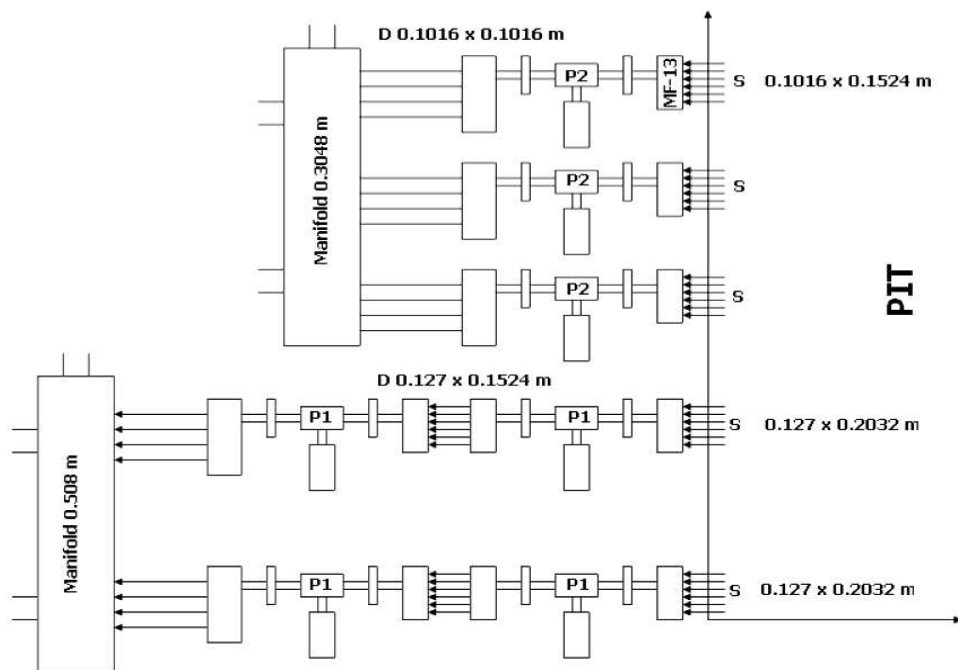 D 0.1016 x 0.1016 m
P2
MF-13
S 0.1016 x 0.1524 m
Manifold 0.3048 m
P2
S
P2
S
PIT
D 0.127 x 0.1524 m
P1
P1
S 0.127 x 0.2032 m
Manifold 0.508 m
P1
P1
S 0.127 x 0.2032 m